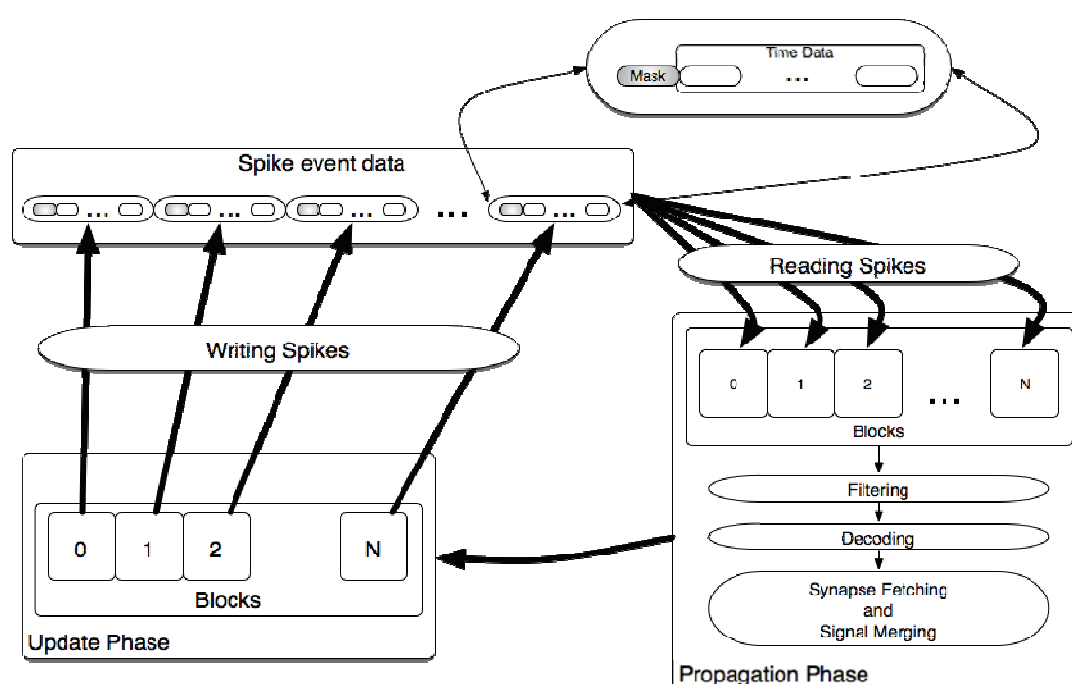 Time Data
Mask
...
Spike event data
... ... ... ... ...
Reading Spikes
Writing Spikes
0 1 2 ... N
Blocks
Filtering
Decoding
Synapse Fetching
and
Signal Merging
Propagation Phase
0 1 2 N
Blocks
Update Phase